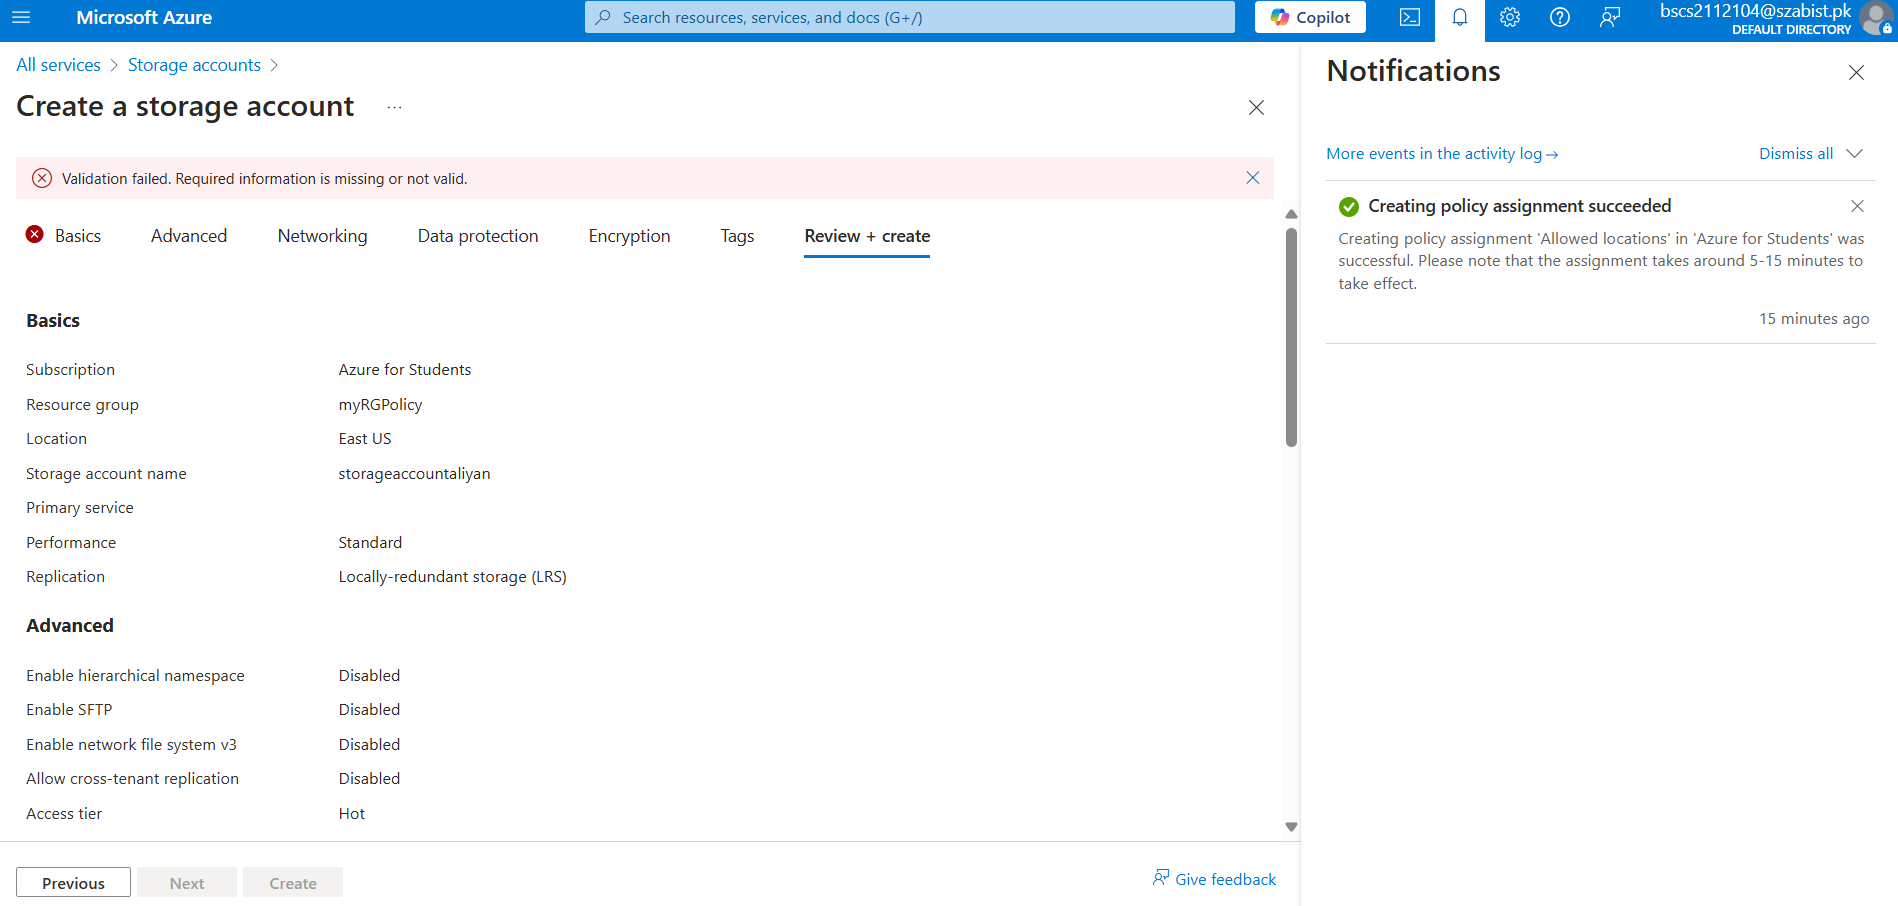 Microsoft Azure
Search resources, services, and docs (G+/)
Copilot
bscs2112104@szabist.pk
DEFAULT DIRECTORY
All services > Storage accounts >
Create a storage account ...
Validation failed. Required information is missing or not valid.
Basics Advanced Networking Data protection Encryption Tags Review + create
Basics
Subscription Azure for Students
Resource group myRGPolicy
Location East US
Storage account name storageaccountaliyan
Primary service
Performance Standard
Replication Locally-redundant storage (LRS)
Advanced
Enable hierarchical namespace Disabled
Enable SFTP Disabled
Enable network file system v3 Disabled
Allow cross-tenant replication Disabled
Access tier Hot
Previous Next Create
Give feedback
Notifications
More events in the activity log →
Dismiss all
Creating policy assignment succeeded
Creating policy assignment 'Allowed locations' in 'Azure for Students' was
successful. Please note that the assignment takes around 5-15 minutes to
take effect.
15 minutes ago